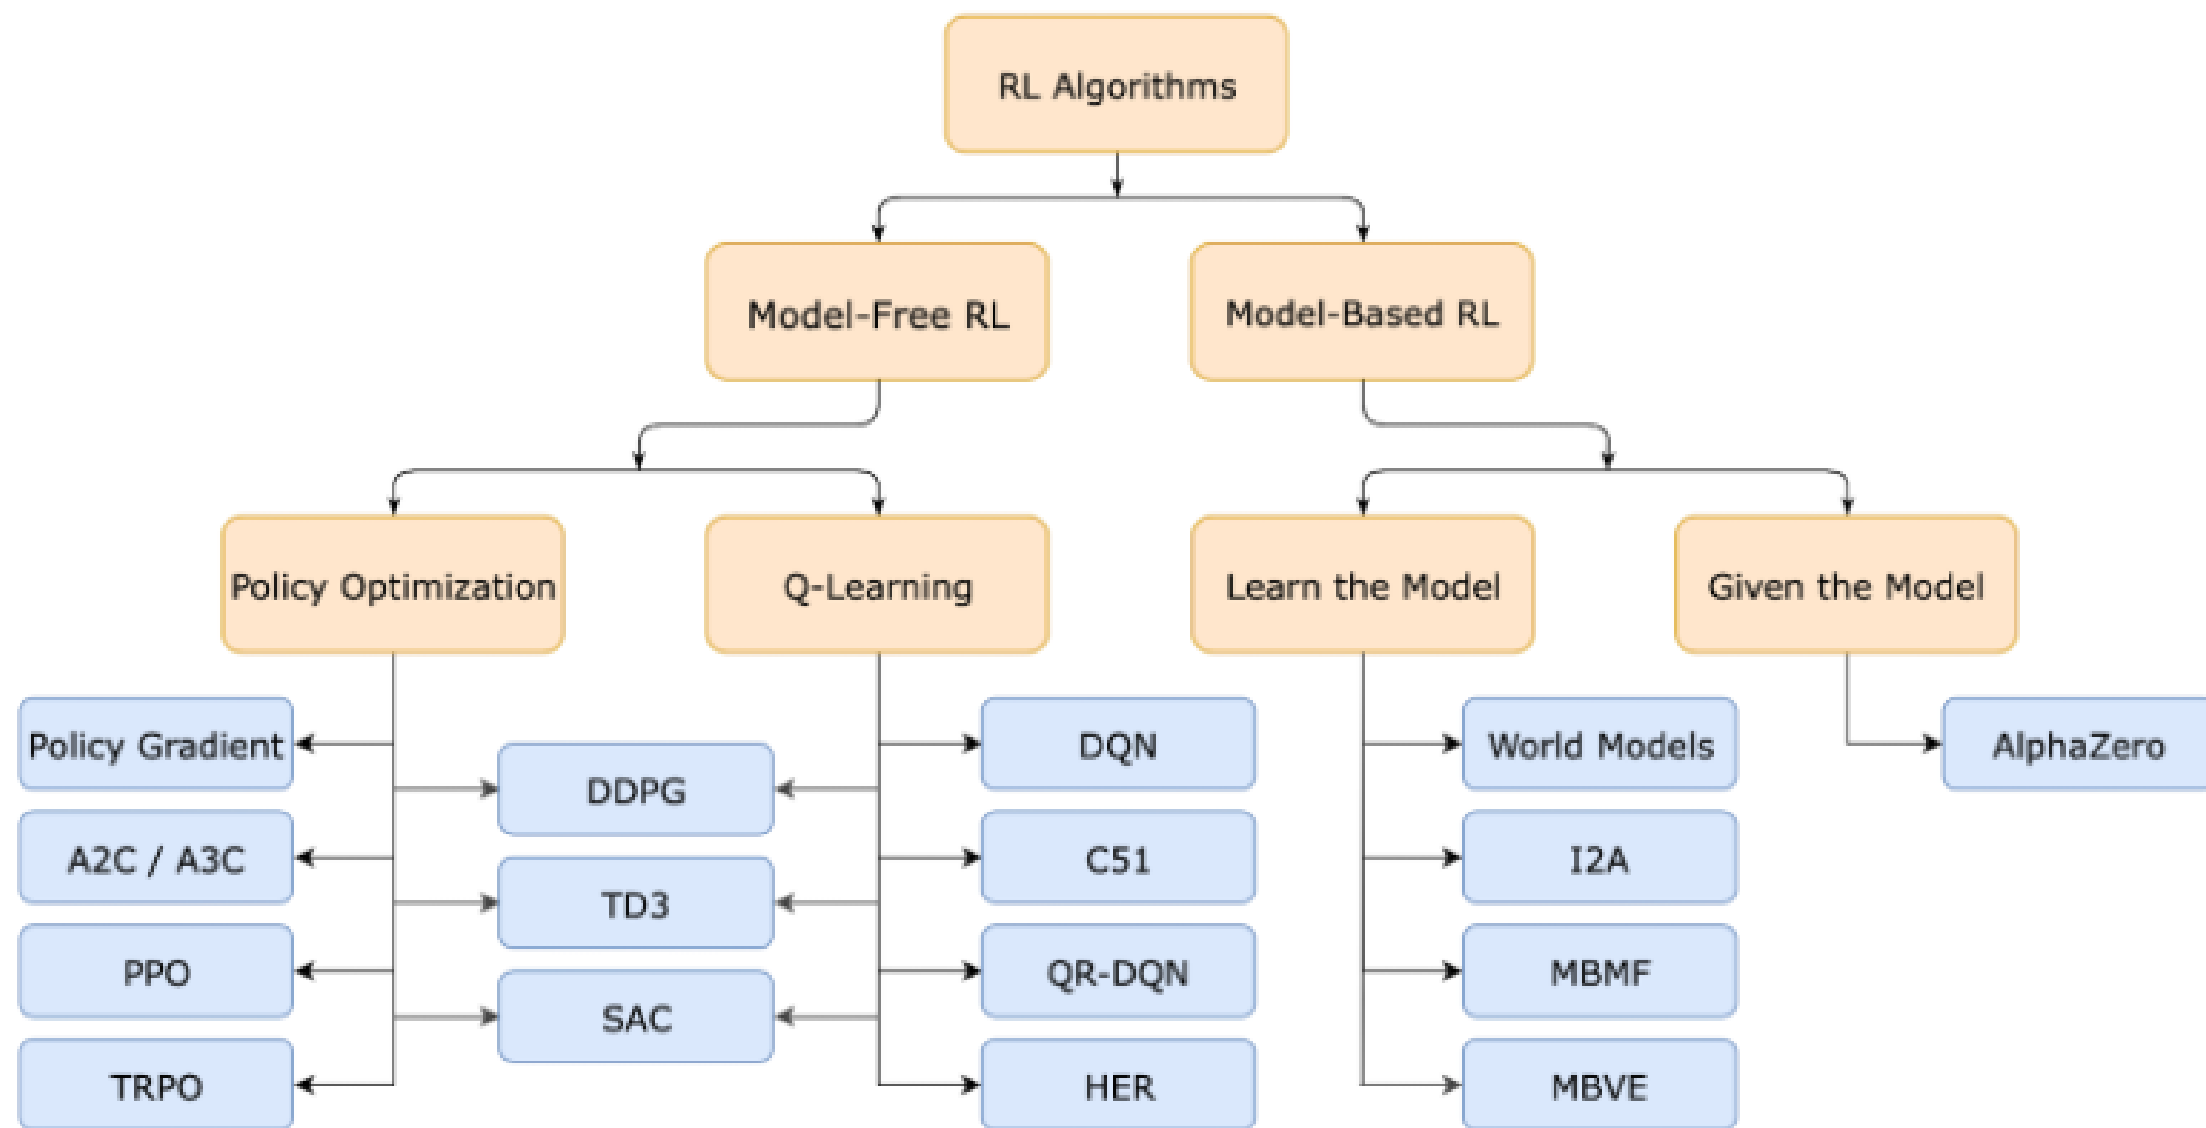 RL Algorithms
Model-Free RL
Model-Based RL
Policy Optimization
Q-Learning
Learn the Model
Given the Model
Policy Gradient
DDPG
DQN
World Models
AlphaZero
A2C / A3C
TD3
C51
I2A
PPO
SAC
QR-DQN
MBMF
TRPO
HER
MBVE